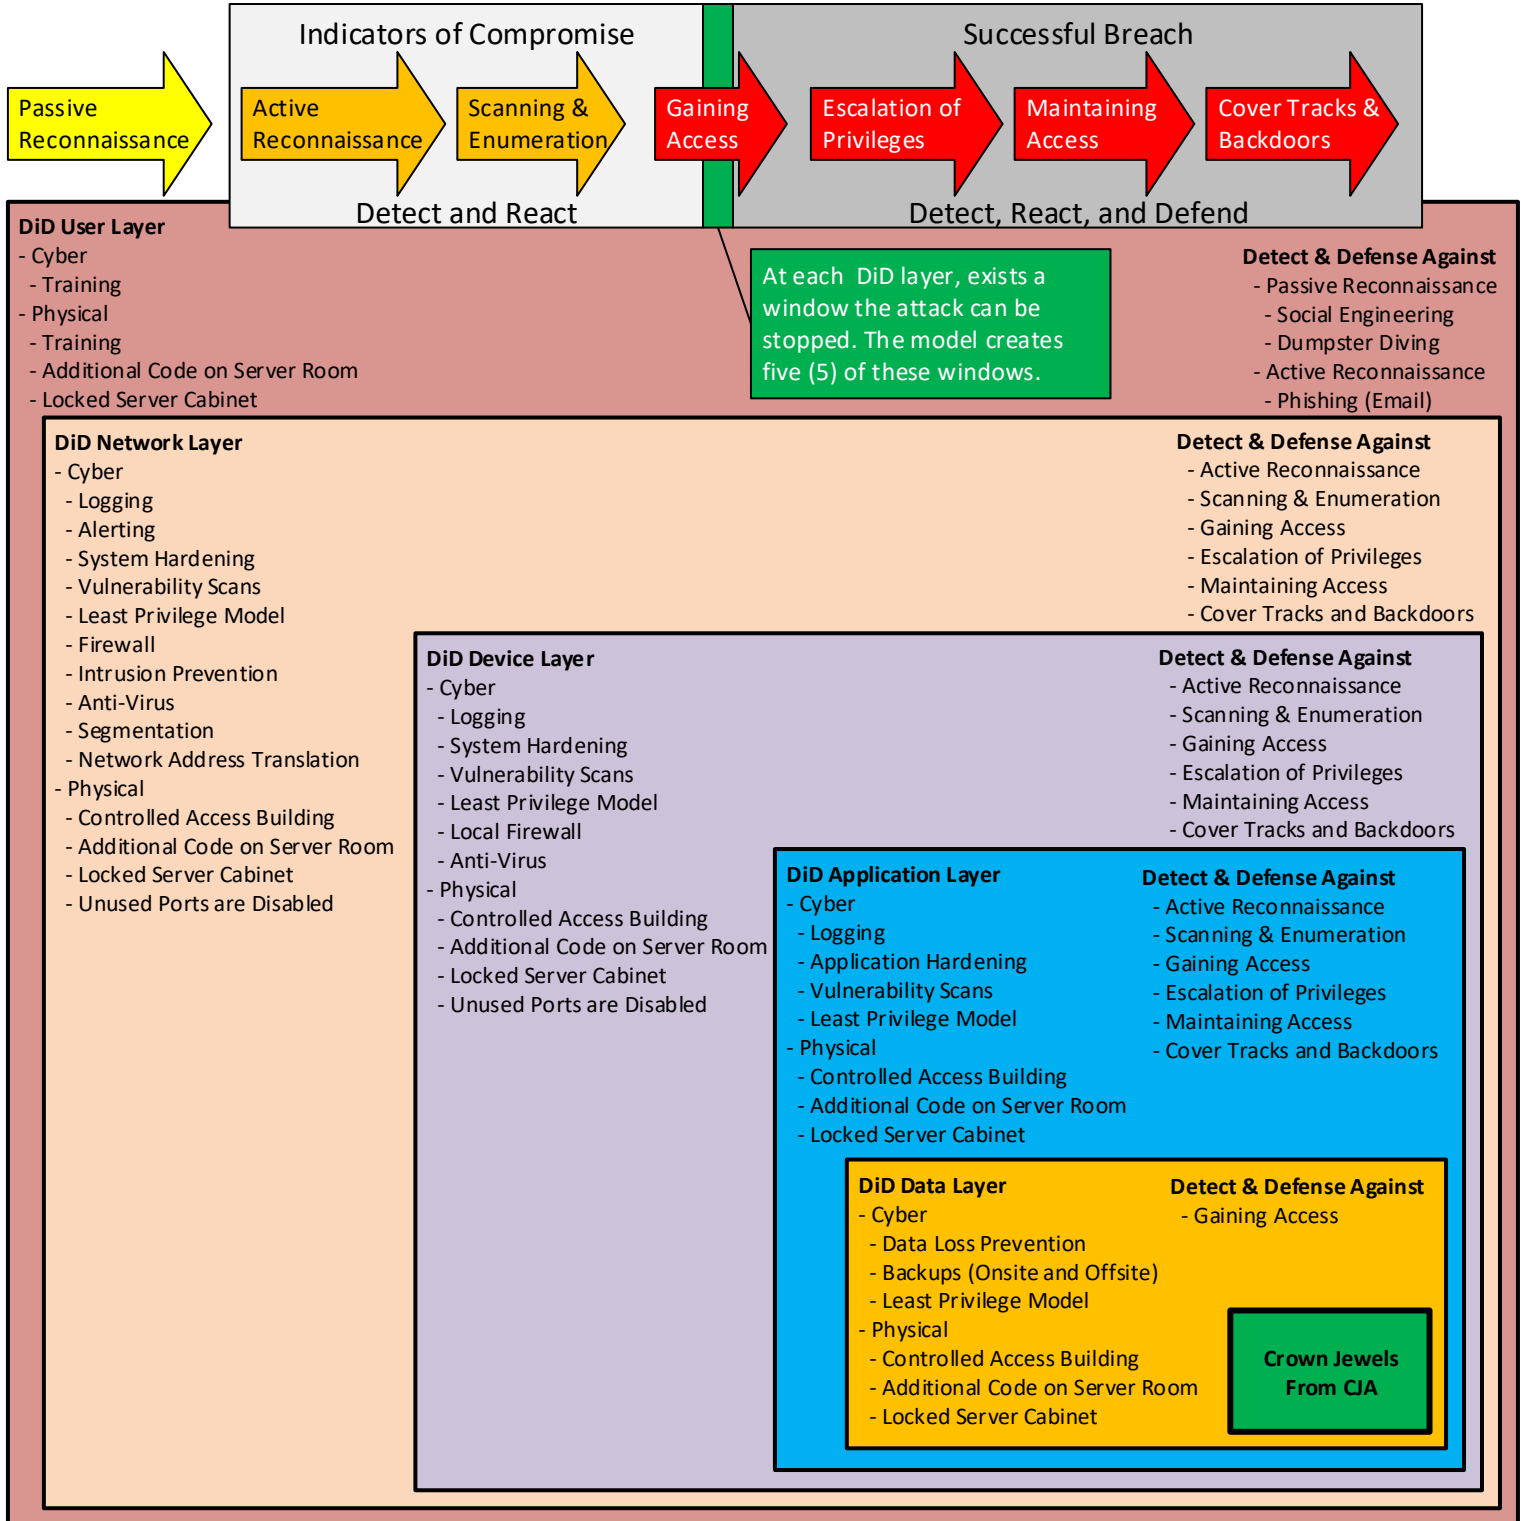 Indicators of Compromise
Successful Breach
Passive
Reconnaissance
Active
Reconnaissance
Scanning &
Enumeration
Gaining
Access
Escalation of
Privileges
Maintaining
Access
Cover Tracks &
Backdoors
Detect and React
Detect, React, and Defend
At each DiD layer, exists a
window the attack can be
stopped. The model creates
five (5) of these windows.
DiD User Layer
- Cyber
- Training
- Physical
- Training
- Additional Code on Server Room
- Locked Server Cabinet
Detect & Defense Against
- Passive Reconnaissance
- Social Engineering
- Dumpster Diving
- Active Reconnaissance
- Phishing (Email)
DiD Network Layer
- Cyber
- Logging
- Alerting
- System Hardening
- Vulnerability Scans
- Least Privilege Model
- Firewall
- Intrusion Prevention
- Anti-Virus
- Segmentation
- Network Address Translation
- Physical
- Controlled Access Building
- Additional Code on Server Room
- Locked Server Cabinet
- Unused Ports are Disabled
Detect & Defense Against
- Active Reconnaissance
- Scanning & Enumeration
- Gaining Access
- Escalation of Privileges
- Maintaining Access
- Cover Tracks and Backdoors
DiD Device Layer
- Cyber
- Logging
- System Hardening
- Vulnerability Scans
- Least Privilege Model
- Local Firewall
- Anti-Virus
- Physical
- Controlled Access Building
- Additional Code on Server Room
- Locked Server Cabinet
- Unused Ports are Disabled
Detect & Defense Against
- Active Reconnaissance
- Scanning & Enumeration
- Gaining Access
- Escalation of Privileges
- Maintaining Access
- Cover Tracks and Backdoors
DiD Application Layer
- Cyber
- Logging
- Application Hardening
- Vulnerability Scans
- Least Privilege Model
- Physical
- Controlled Access Building
- Additional Code on Server Room
- Locked Server Cabinet
Detect & Defense Against
- Active Reconnaissance
- Scanning & Enumeration
- Gaining Access
- Escalation of Privileges
- Maintaining Access
- Cover Tracks and Backdoors
DiD Data Layer
- Cyber
- Data Loss Prevention
- Backups (Onsite and Offsite)
- Least Privilege Model
- Physical
- Controlled Access Building
- Additional Code on Server Room
- Locked Server Cabinet
Detect & Defense Against
- Gaining Access
Crown Jewels
From CJA